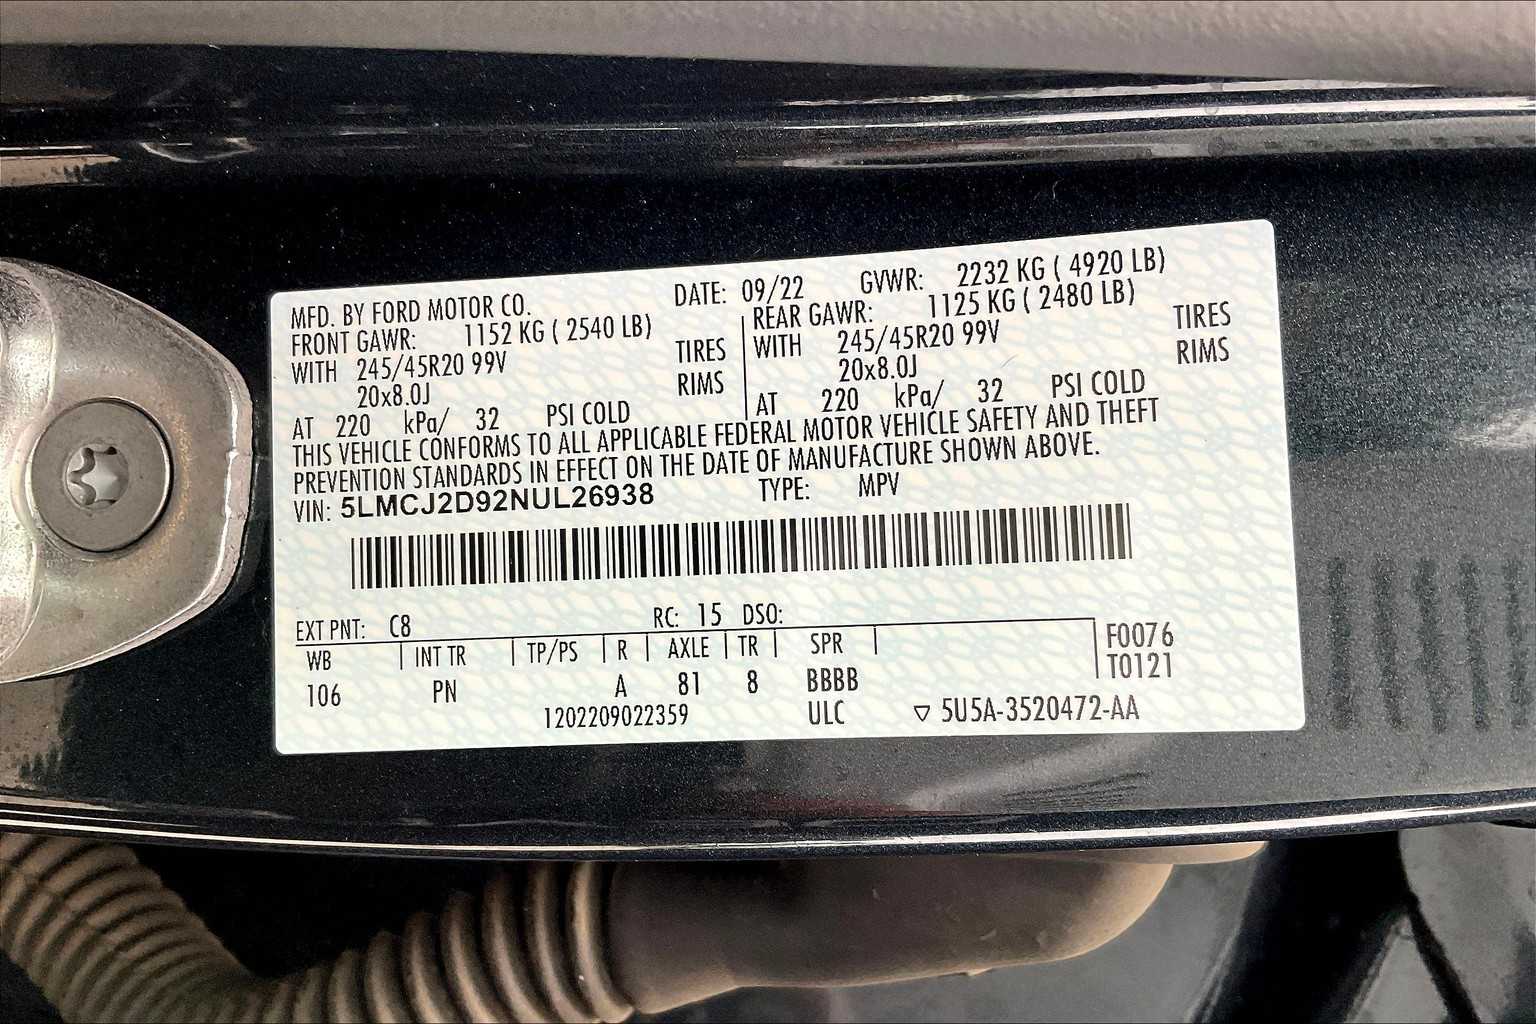 MFD. BY FORD MOTOR CO. DATE: 09/22 GVWR: 2232 KG ( 4920 LB)
FRONT GAWR: 1152 KG ( 2540 LB) REAR GAWR: 1125 KG ( 2480 LB)
WITH 245/45R20 99V TIRES WITH 245/45R20 99V TIRES
20x8.0J RIMS 20x8.0J RIMS
AT 220 kPa/ 32 PSI COLD AT 220 kPa/ 32 PSI COLD
THIS VEHICLE CONFORMS TO ALL APPLICABLE FEDERAL MOTOR VEHICLE SAFETY AND THEFT
PREVENTION STANDARDS IN EFFECT ON THE DATE OF MANUFACTURE SHOWN ABOVE.
VIN: 5LMCJ2D92NUL26938 TYPE: MPV
EXT PNT: C8 RC: 15 DSO:
WB INT TR TP/PS R AXLE TR SPR F0076
106 PN A 81 8 BBBB T0121
1202209022359 ULC ▽ 5U5A-3520472-AA